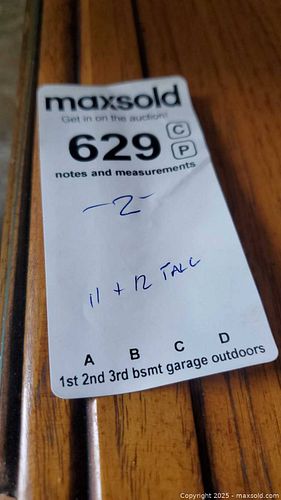 maxsold
Get in on the auction!
629 C
P
notes and measurements
-2-
11 + 12 TALL
A B C D
1st 2nd 3rd bsmt garage outdoors
Copyright © 2025 - maxsold.com